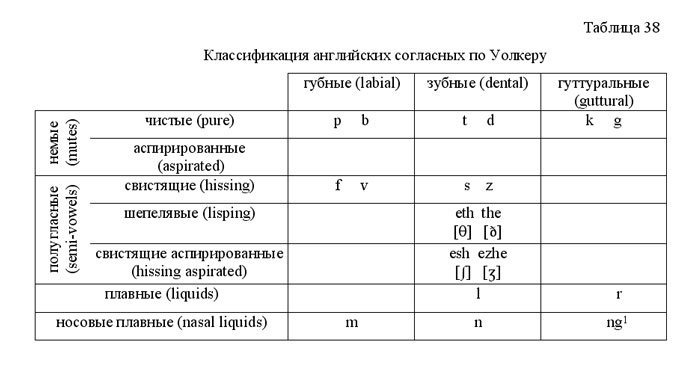 Таблица 38
Классификация английских согласных по Уолкеру
губные (labial) зубные (dental) гуттуральные
(guttural)
немые
(mutes)
чистые (pure) p b t d k g
аспирированные
(aspirated)
полугласные
(semi-vowels)
свистящие (hissing) f v s z
шепелявые (lisping) eth the
[θ] [ð]
свистящие аспирированные esh ezhe
(hissing aspirated) [ʃ] [ʒ]
плавные (liquids) l r
носовые плавные (nasal liquids) m n ng¹